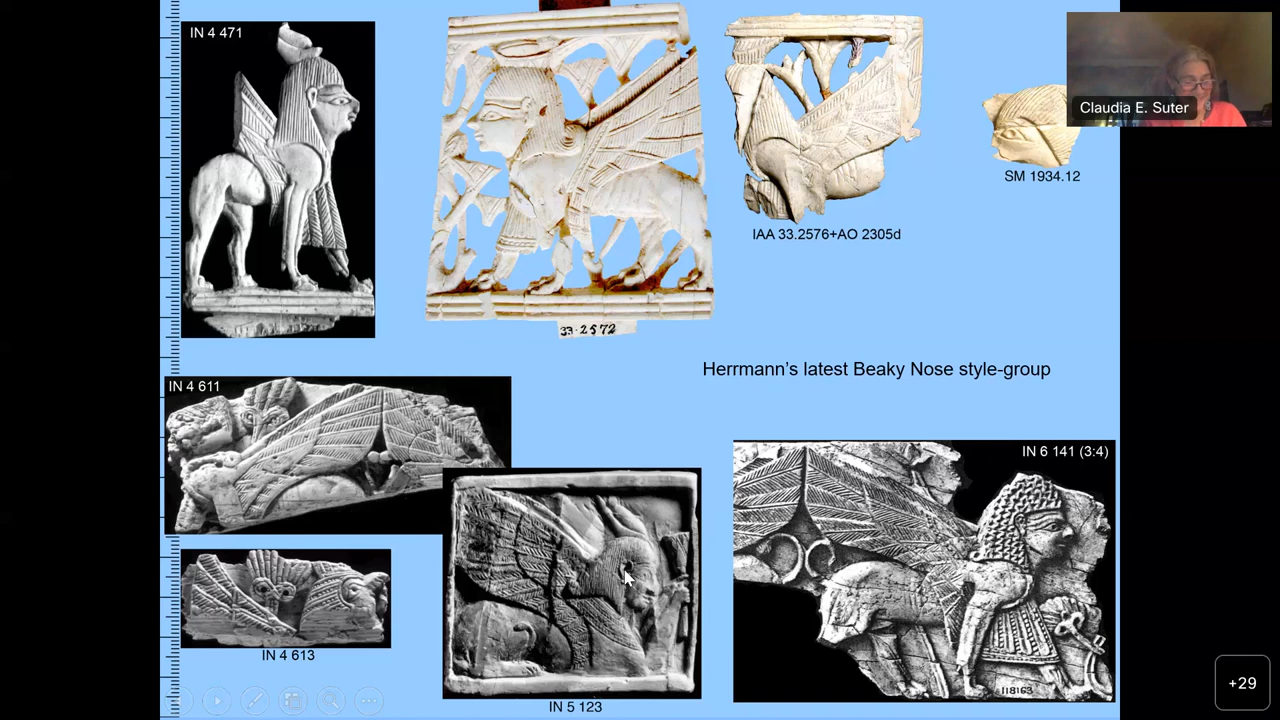 IN 4 471
Claudia E. Suter
SM 1934.12
IAA 33.2576+AO 2305d
33·2572
Herrmann's latest Beaky Nose style-group
IN 4 611
IN 6 141 (3:4)
IN 4 613
118163
IN 5 123
+29